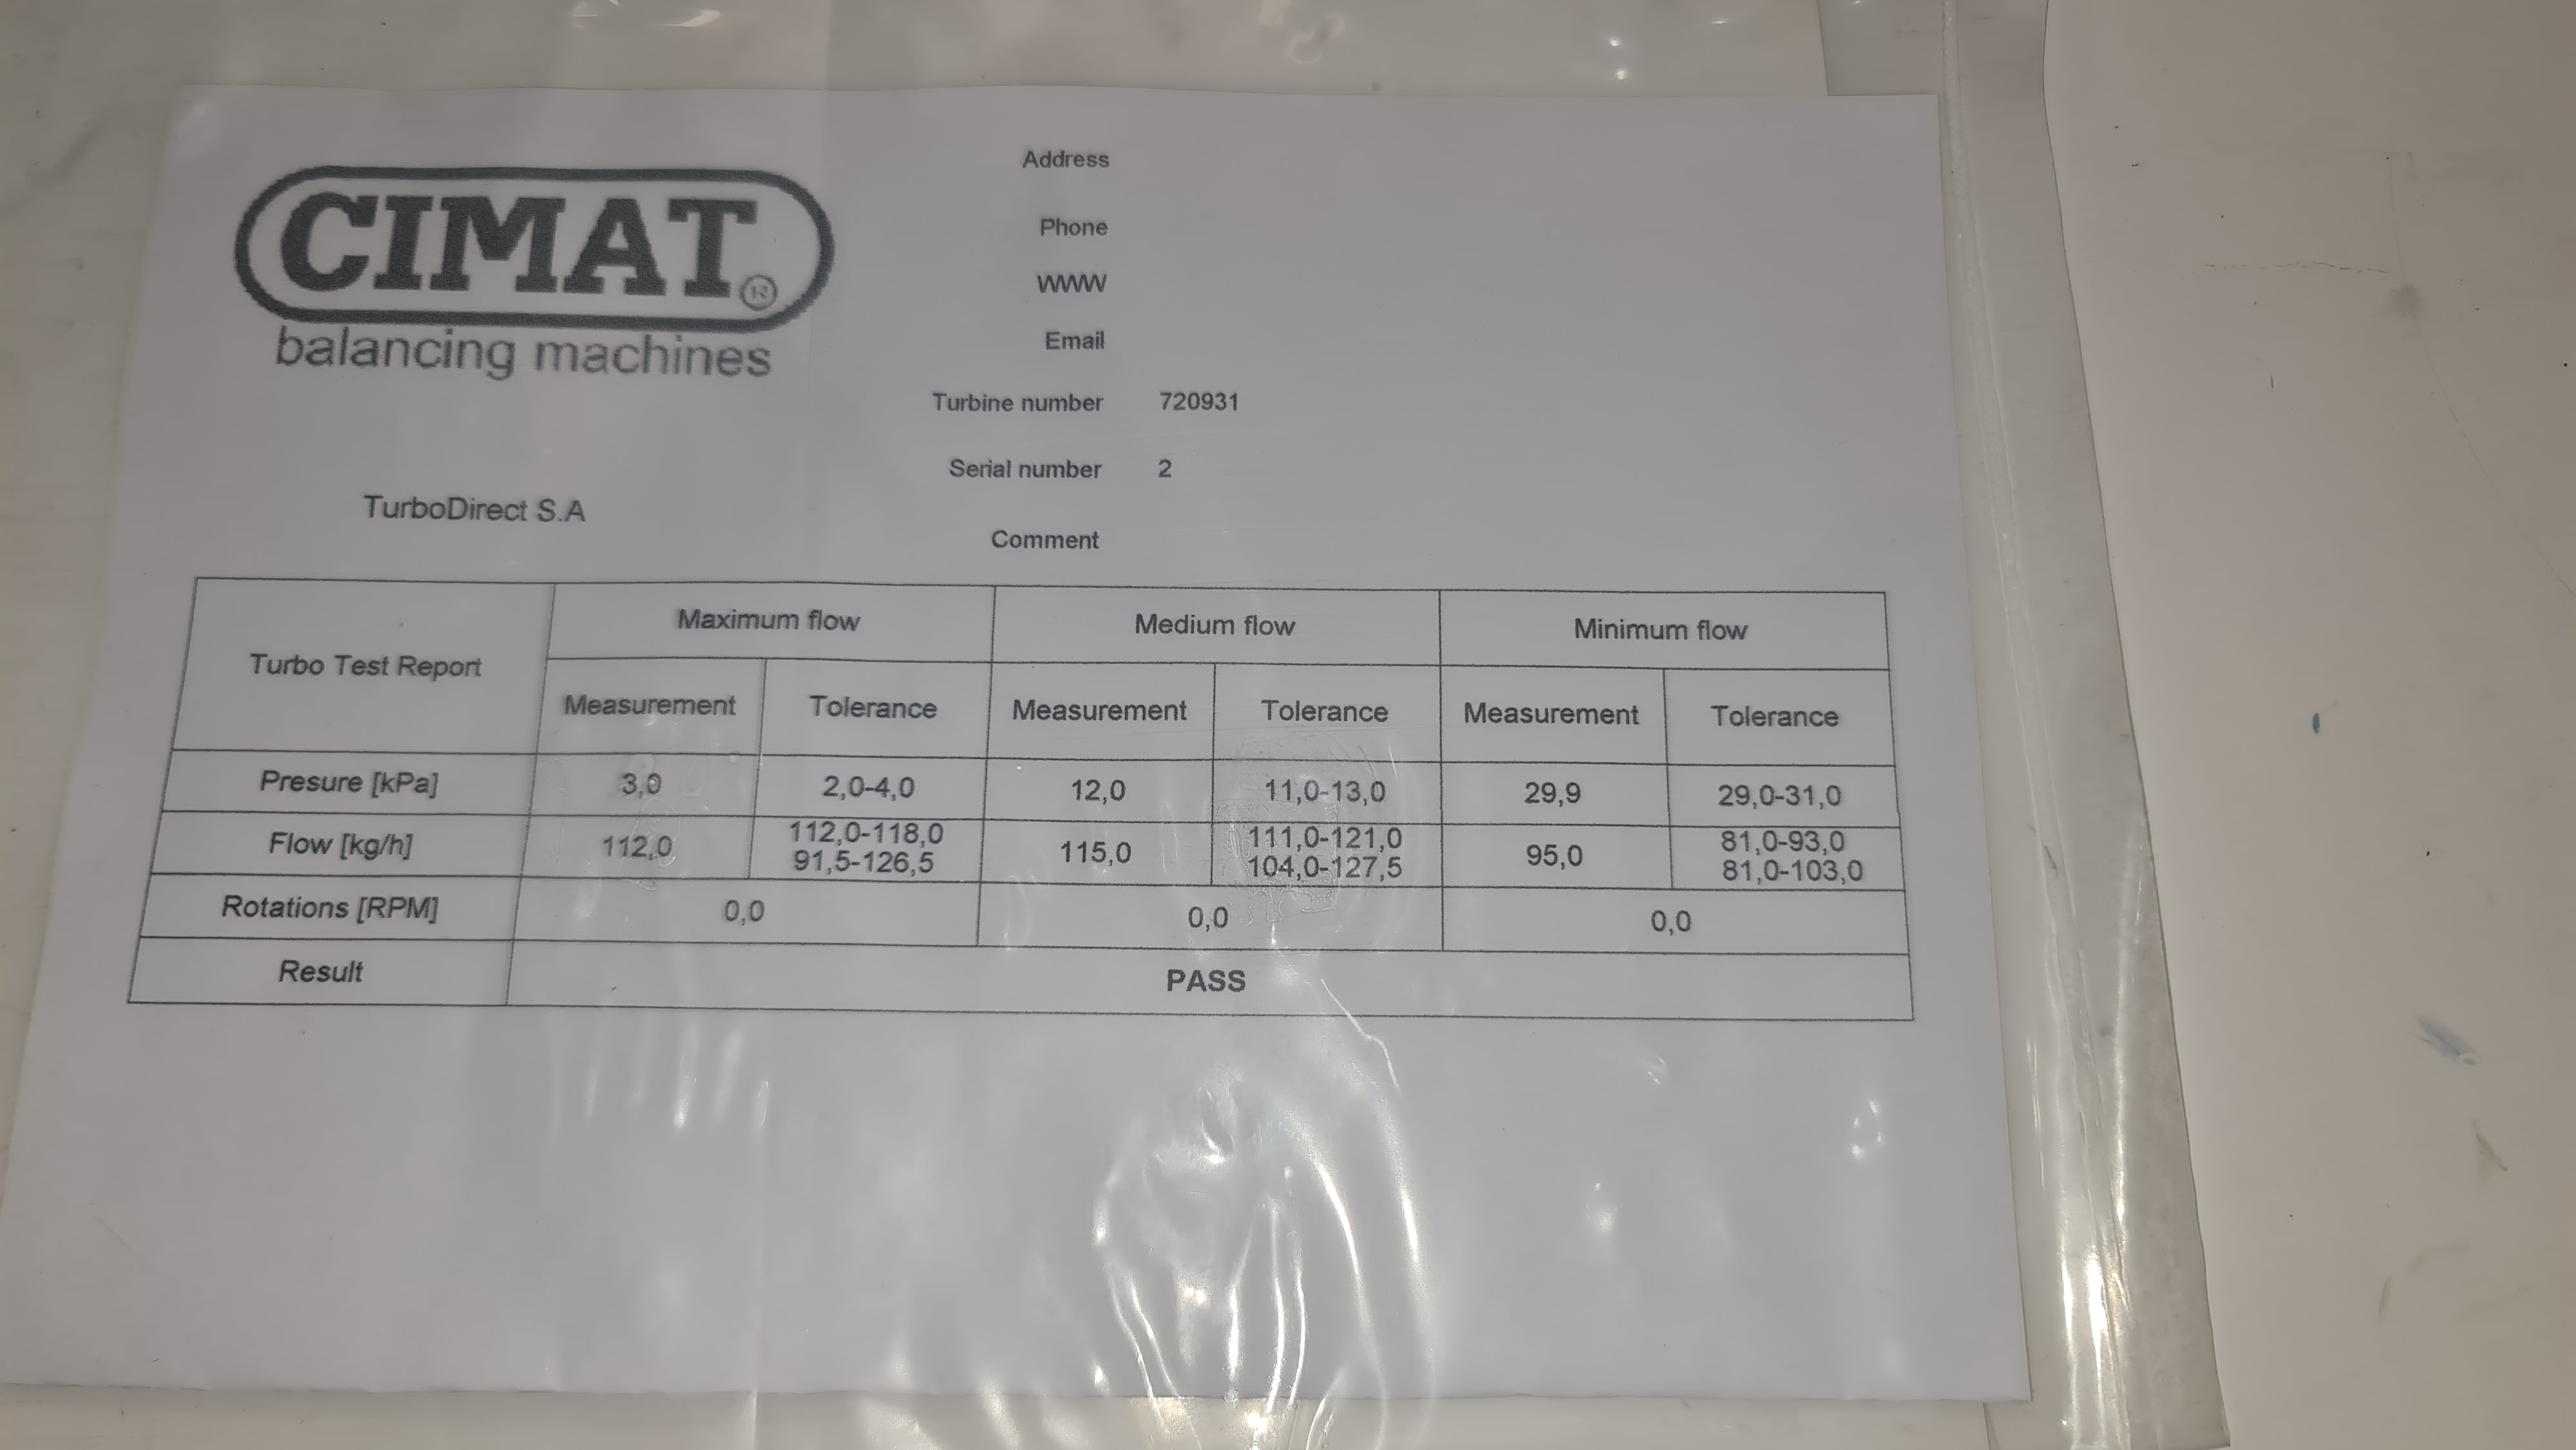 CIMAT®
balancing machines
TurboDirect S.A
Address
Phone
WWW
Email
Turbine number 720931
Serial number 2
Comment
Turbo Test Report
Maximum flow Medium flow Minimum flow
Measurement Tolerance Measurement Tolerance Measurement Tolerance
Presure [kPa] 3,0 2,0-4,0 12,0 11,0-13,0 29,9 29,0-31,0
Flow [kg/h] 112,0 112,0-118,0 115,0 111,0-121,0 95,0 81,0-93,0
91,5-126,5 104,0-127,5 81,0-103,0
Rotations [RPM] 0,0 0,0 0,0
Result PASS